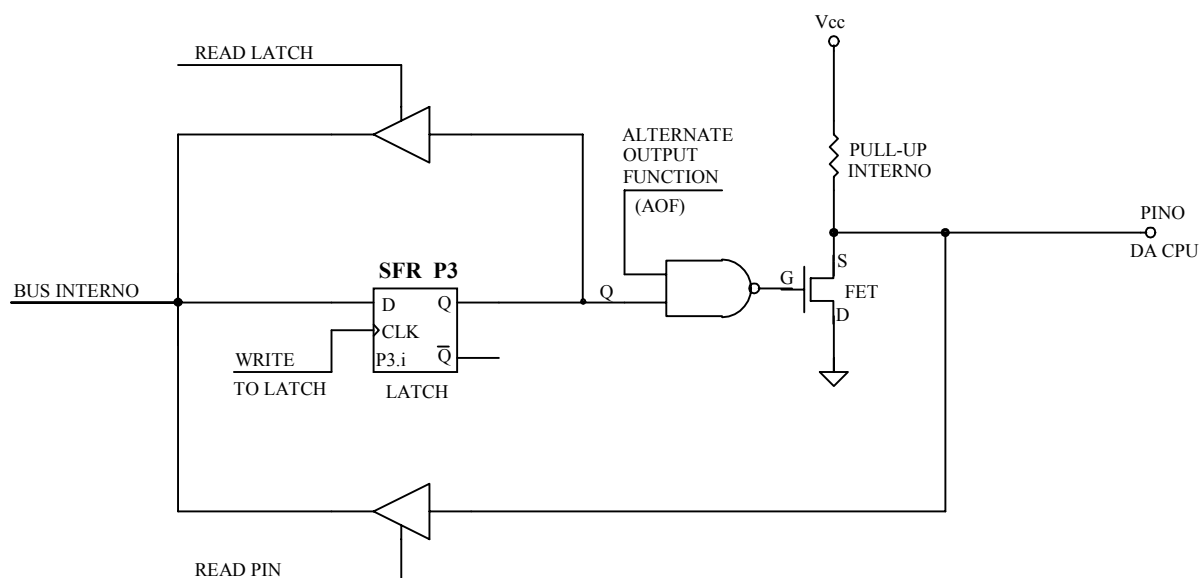 Vcc
READ LATCH
ALTERNATE
OUTPUT
FUNCTION
(AOF)
PULL-UP
INTERNO
PINO
DA CPU
SFR P3
BUS INTERNO
D
Q
CLK
P3.i
Q̅
LATCH
WRITE
TO LATCH
Q
G
S
FET
D
READ PIN